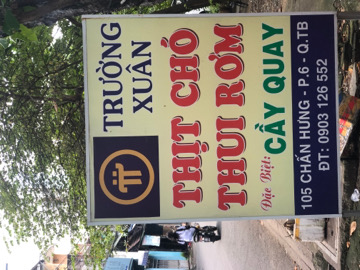 TRƯỜNG
XUÂN
THỊT CHÓ
THUI RƠM
Đặc Biệt: CẦY QUAY
105 CHẤN HƯNG - P.6 - Q.TB
ĐT: 0903 126 552